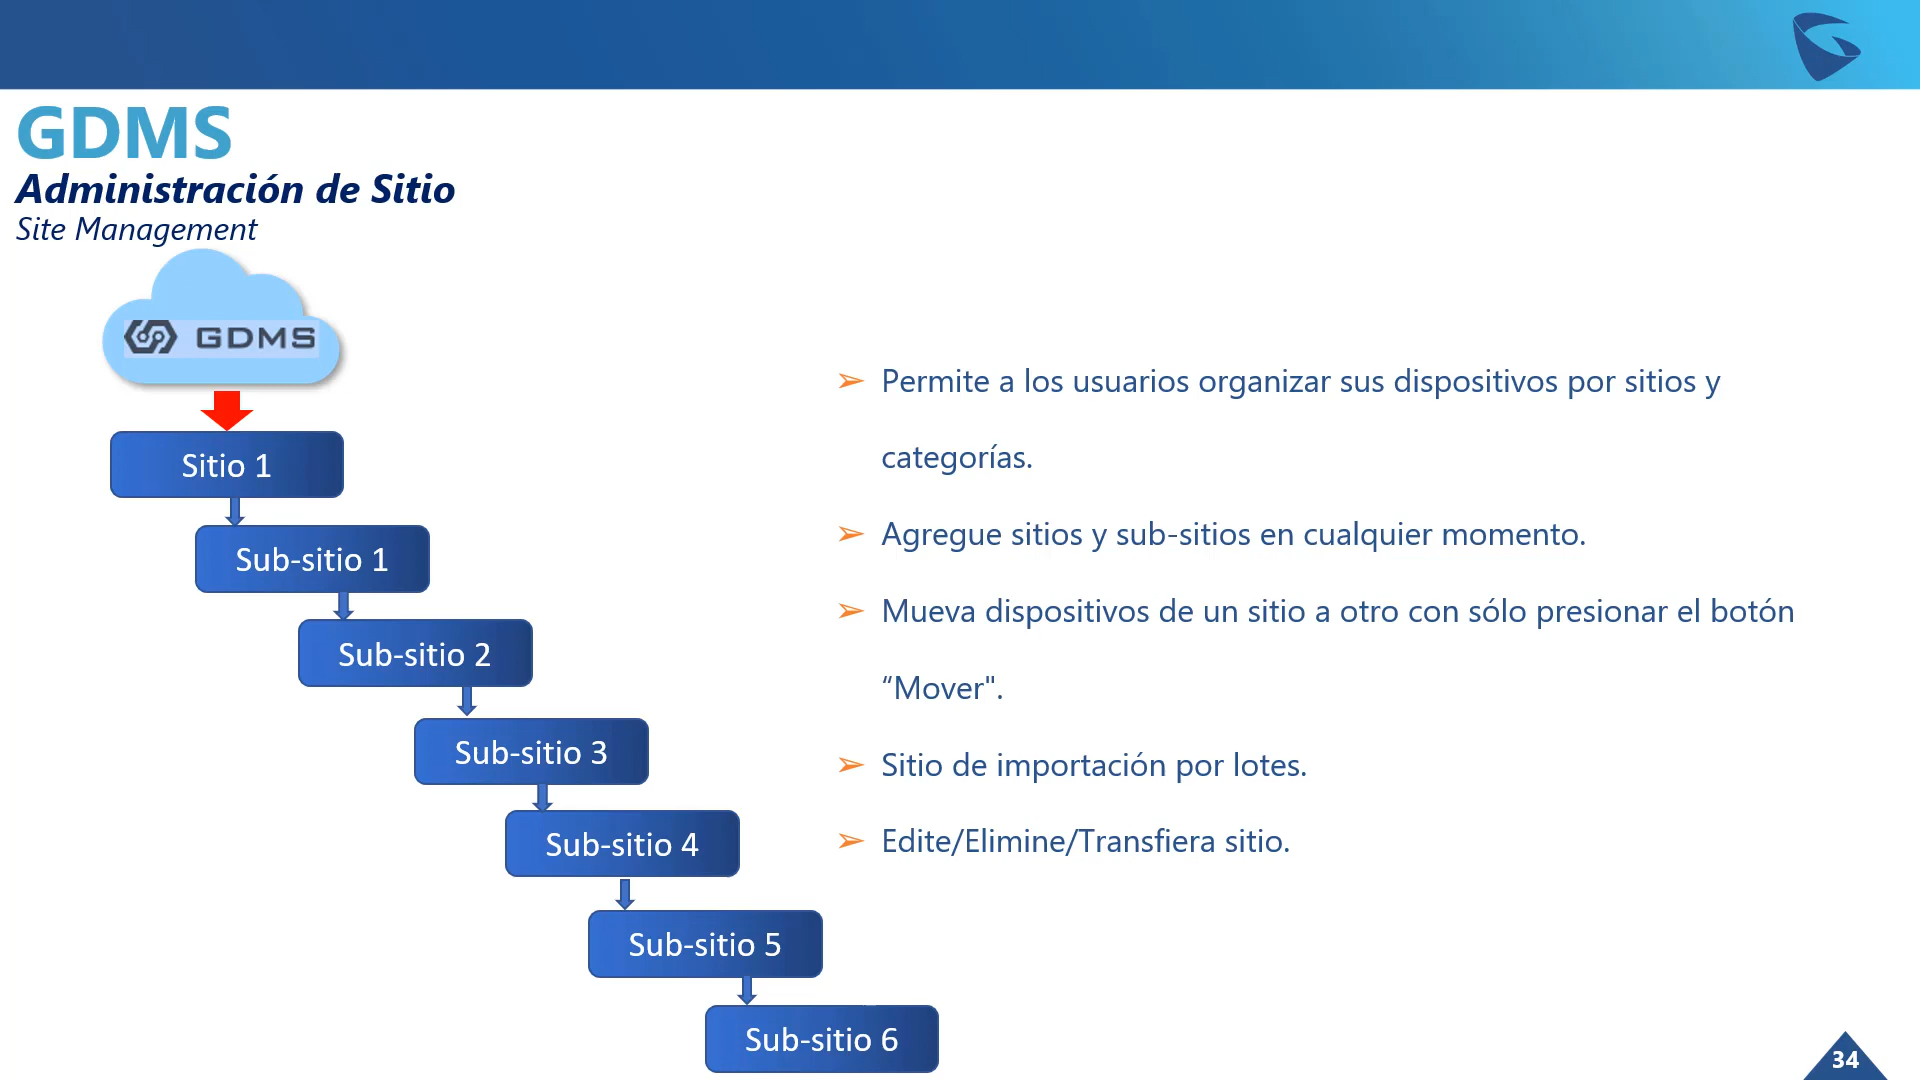 GDMS
Administración de Sitio
Site Management
GDMS
Sitio 1
Sub-sitio 1
Sub-sitio 2
Sub-sitio 3
Sub-sitio 4
Sub-sitio 5
Sub-sitio 6
➢ Permite a los usuarios organizar sus dispositivos por sitios y
categorías.
➢ Agregue sitios y sub-sitios en cualquier momento.
➢ Mueva dispositivos de un sitio a otro con sólo presionar el botón
“Mover".
➢ Sitio de importación por lotes.
➢ Edite/Elimine/Transfiera sitio.
34